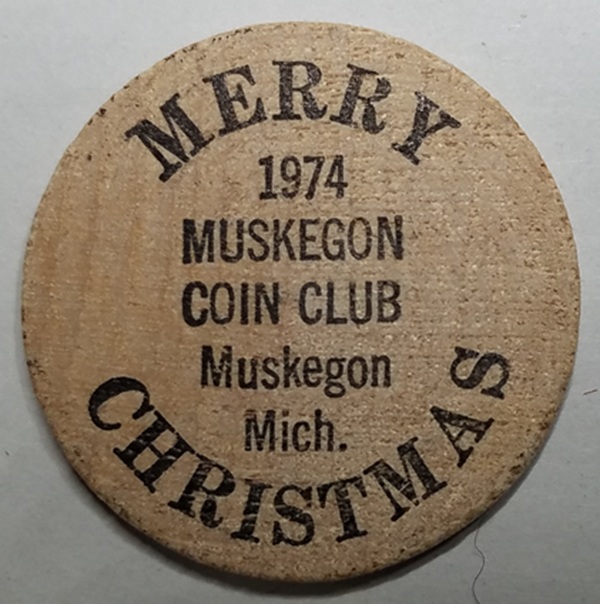 MERRY
1974
MUSKEGON
COIN CLUB
Muskegon
Mich.
CHRISTMAS